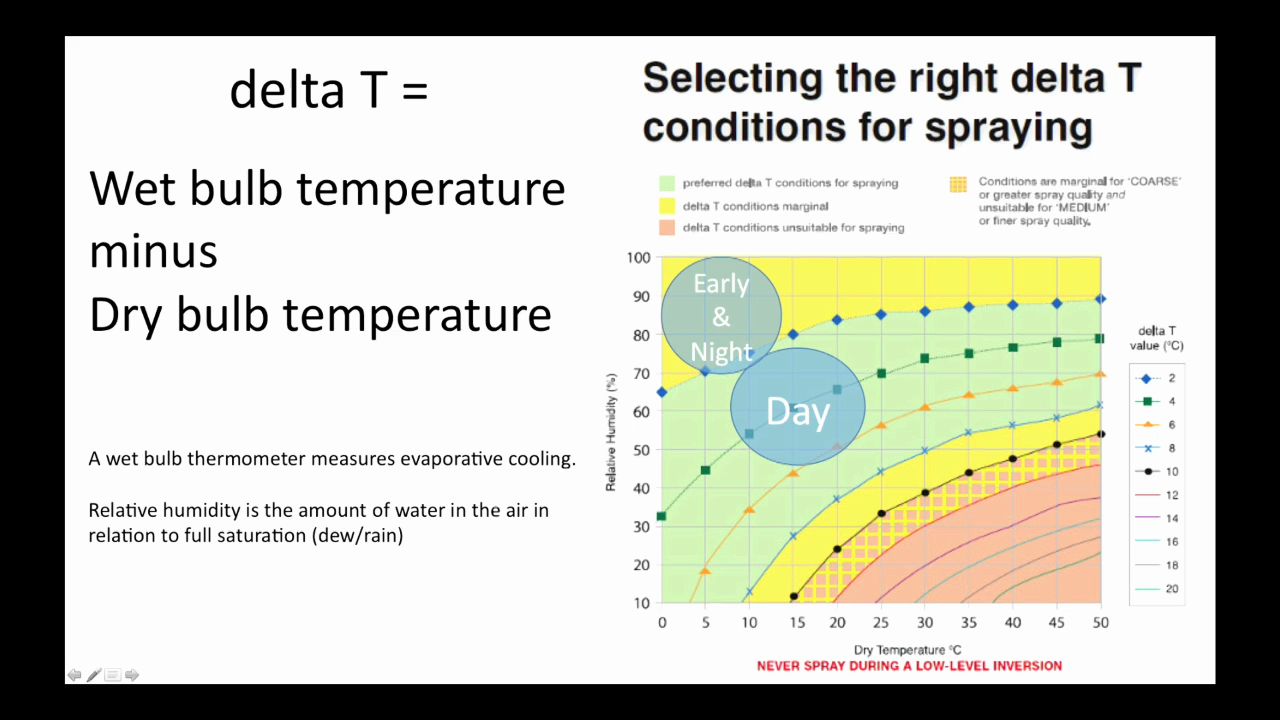 delta T =
Wet bulb temperature
minus
Dry bulb temperature
A wet bulb thermometer measures evaporative cooling.
Relative humidity is the amount of water in the air in
relation to full saturation (dew/rain)
Selecting the right delta T
conditions for spraying
preferred delta T conditions for spraying
delta T conditions marginal
delta T conditions unsuitable for spraying
Conditions are marginal for ‘COARSE’
or greater spray quality and
unsuitable for ‘MEDIUM’
or finer spray quality.
100
90
80
70
60
50
40
30
20
10
Relative Humidity (%)
Early
&
Night
Day
0 5 10 15 20 25 30 35 40 45 50
Dry Temperature °C
NEVER SPRAY DURING A LOW-LEVEL INVERSION
delta T
value (°C)
2
4
6
8
10
12
14
16
18
20